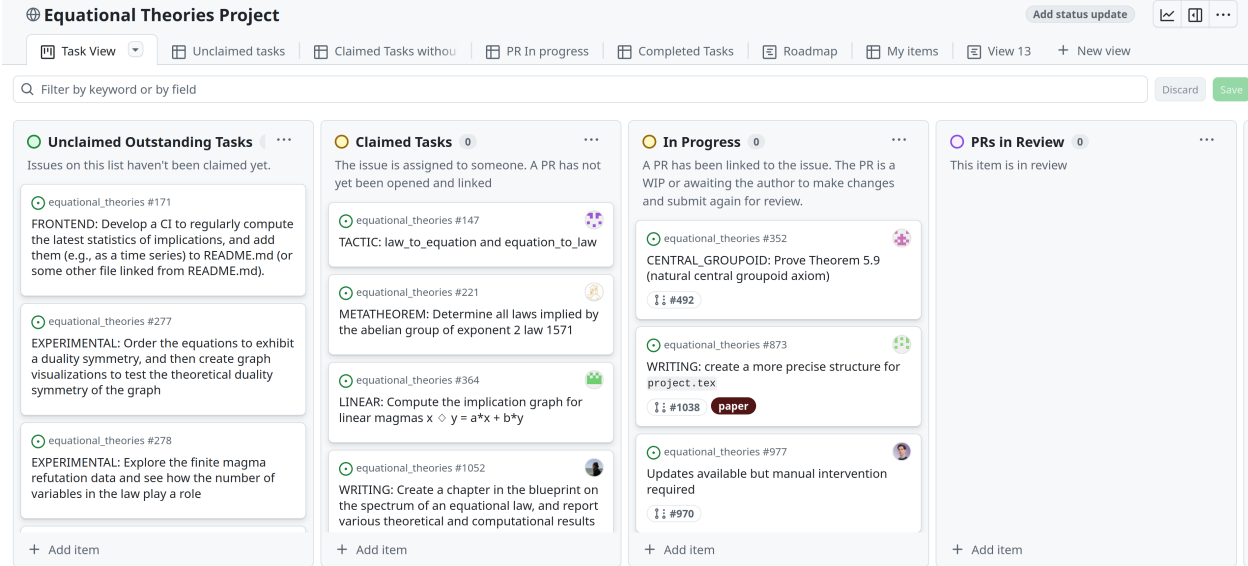 Equational Theories Project
Add status update
Task View
Unclaimed tasks
Claimed Tasks withou
PR In progress
Completed Tasks
Roadmap
My items
View 13
New view
Filter by keyword or by field
Discard
Save
Unclaimed Outstanding Tasks
Issues on this list haven't been claimed yet.
equational_theories #171
FRONTEND: Develop a CI to regularly compute
the latest statistics of implications, and add
them (e.g., as a time series) to README.md (or
some other file linked from README.md).
equational_theories #277
EXPERIMENTAL: Order the equations to exhibit
a duality symmetry, and then create graph
visualizations to test the theoretical duality
symmetry of the graph
equational_theories #278
EXPERIMENTAL: Explore the finite magma
refutation data and see how the number of
variables in the law play a role
Add item
Claimed Tasks 0
The issue is assigned to someone. A PR has not
yet been opened and linked
equational_theories #147
TACTIC: law_to_equation and equation_to_law
equational_theories #221
METATHEOREM: Determine all laws implied by
the abelian group of exponent 2 law 1571
equational_theories #364
LINEAR: Compute the implication graph for
linear magmas x ◇ y = a*x + b*y
equational_theories #1052
WRITING: Create a chapter in the blueprint on
the spectrum of an equational law, and report
various theoretical and computational results
Add item
In Progress 0
A PR has been linked to the issue. The PR is a
WIP or awaiting the author to make changes
and submit again for review.
equational_theories #352
CENTRAL_GROUPOID: Prove Theorem 5.9
(natural central groupoid axiom)
#492
equational_theories #873
WRITING: create a more precise structure for
project.tex
#1038 paper
equational_theories #977
Updates available but manual intervention
required
#970
Add item
PRs in Review 0
This item is in review
Add item